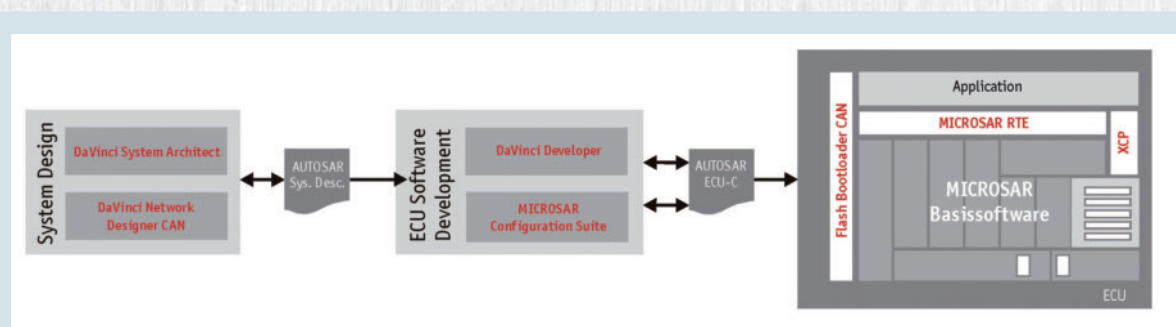 System Design
DaVinci System Architect
DaVinci Network
Designer CAN
AUTOSAR
Sys. Desc.
ECU Software
Development
DaVinci Developer
MICROSAR
Configuration Suite
AUTOSAR
ECU-C
Flash Bootloader CAN
Application
MICROSAR RTE
XCP
MICROSAR
Basissoftware
ECU